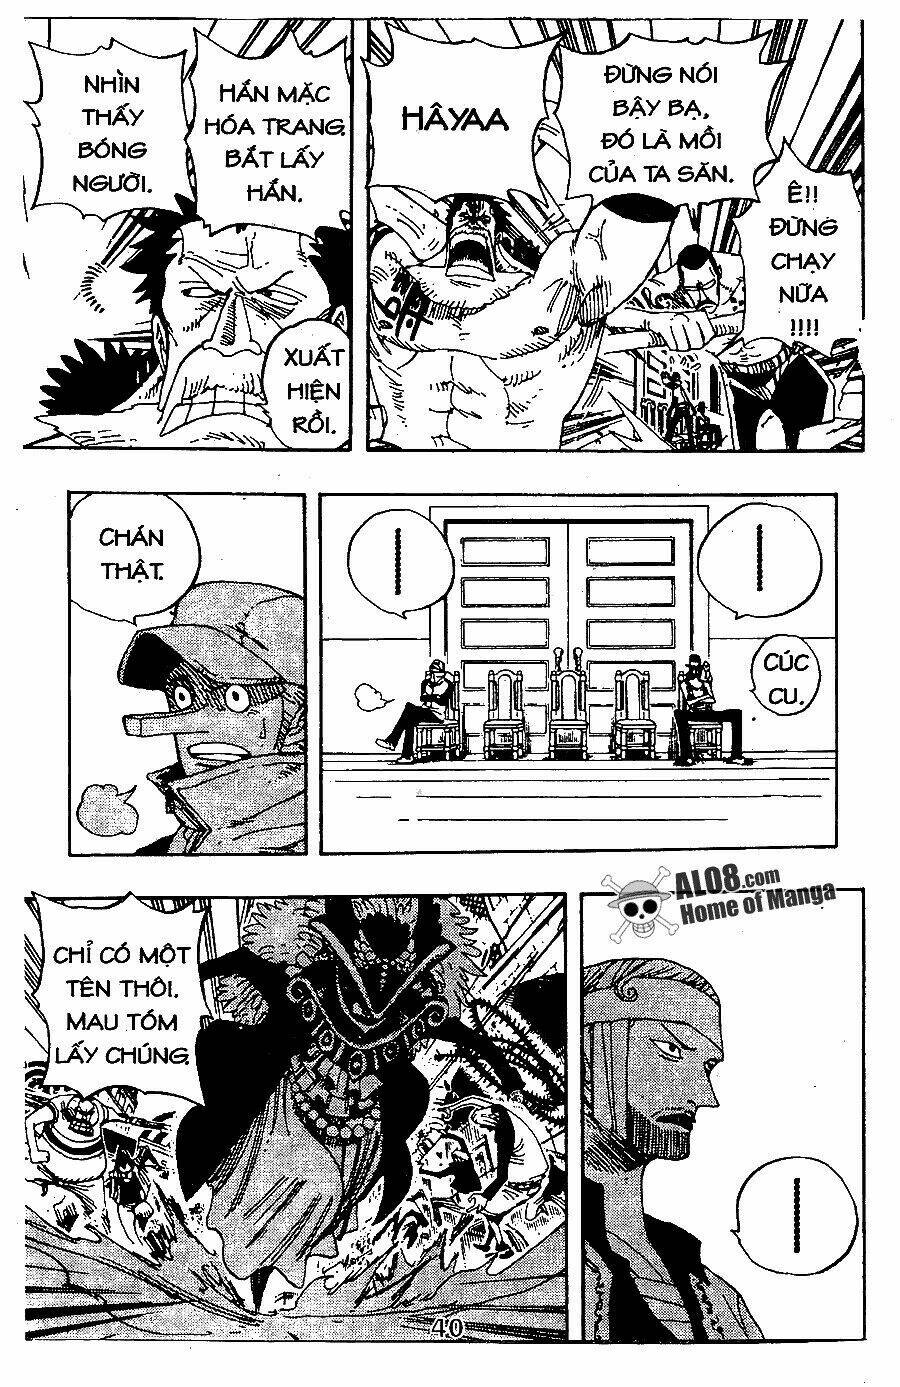 Ê!!
ĐỪNG
CHẠY
NỮA
!!!!
ĐỪNG NÓI
BẬY BẠ,
ĐÓ LÀ MỒI
CỦA TA SĂN.
HÂYAA
HẮN MẶC
HÓA TRANG.
BẮT LẤY
HẮN.
NHÌN
THẤY
BÓNG
NGƯỜI.
XUẤT
HIỆN
RỒI.
CÚC
CU.
CHÁN
THẬT.
ALO8.com
Home of Manga
CHỈ CÓ MỘT
TÊN THÔI.
MAU TÓM
LẤY CHÚNG.
40